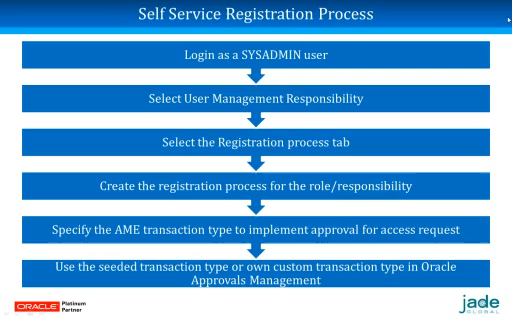 Self Service Registration Process
Login as a SYSADMIN user
Select User Management Responsibility
Select the Registration process tab
Create the registration process for the role/responsibility
Specify the AME transaction type to implement approval for access request
Use the seeded transaction type or own custom transaction type in Oracle
Approvals Management
ORACLE Platinum
Partner
jade
GLOBAL